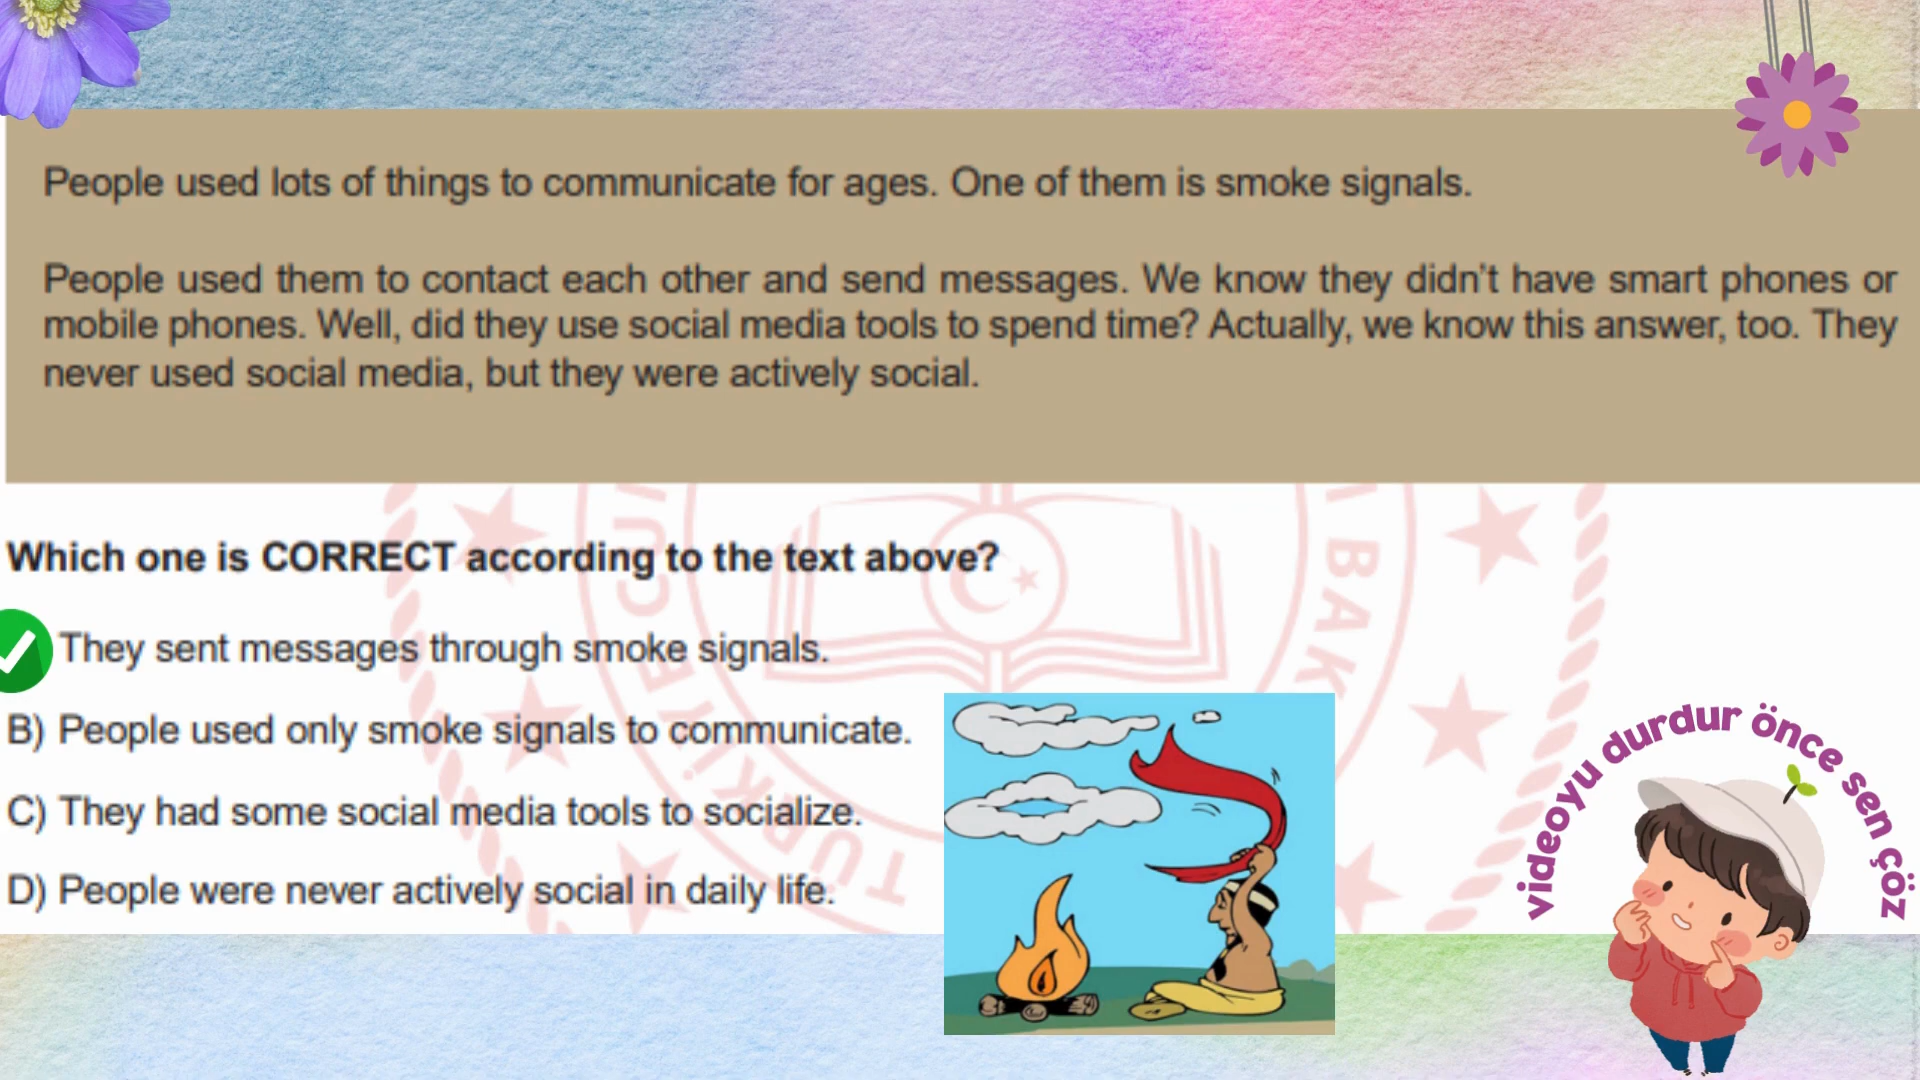 People used lots of things to communicate for ages. One of them is smoke signals.
People used them to contact each other and send messages. We know they didn't have smart phones or
mobile phones. Well, did they use social media tools to spend time? Actually, we know this answer, too. They
never used social media, but they were actively social.
Which one is CORRECT according to the text above?
They sent messages through smoke signals.
B) People used only smoke signals to communicate.
C) They had some social media tools to socialize.
D) People were never actively social in daily life.
videoyu durdur önce sen çöz